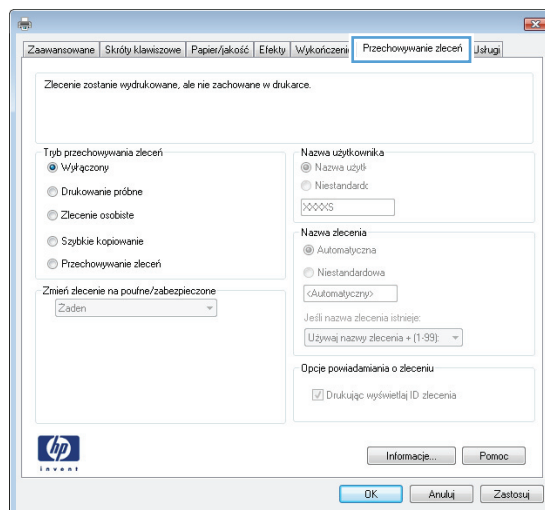 Zaawansowane Skróty klawiszowe Papier/jakość Efekty Wykończeni Przechowywanie zleceń Usługi
Zlecenie zostanie wydrukowane, ale nie zachowane w drukarce.
Tryb przechowywania zleceń
Wyłączony
Drukowanie próbne
Zlecenie osobiste
Szybkie kopiowanie
Przechowywanie zleceń
Zmień zlecenie na poufne/zabezpieczone
Żaden
Nazwa użytkownika
Nazwa użytk
Niestandardc
XXXXS
Nazwa zlecenia
Automatyczna
Niestandardowa
<Automatyczny>
Jeśli nazwa zlecenia istnieje:
Używaj nazwy zlecenia + (1-99):
Opcje powiadamiania o zleceniu
Drukując wyświetlaj ID zlecenia
hp
invent
Informacje... Pomoc
OK Anuluj Zastosuj